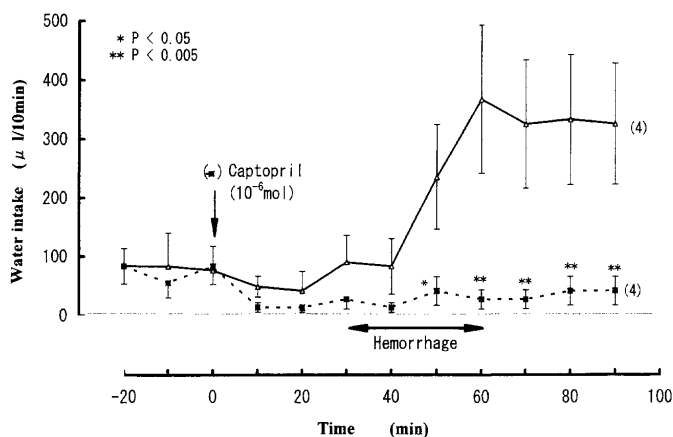 * P < 0.05
** P < 0.005
Water intake (μ l/10min)
500
400
300
200
100
0
Captopril
(10⁻⁶mol)
(4)
* ** ** ** **
(4)
Hemorrhage
-20 0 20 40 60 80 100
Time (min)